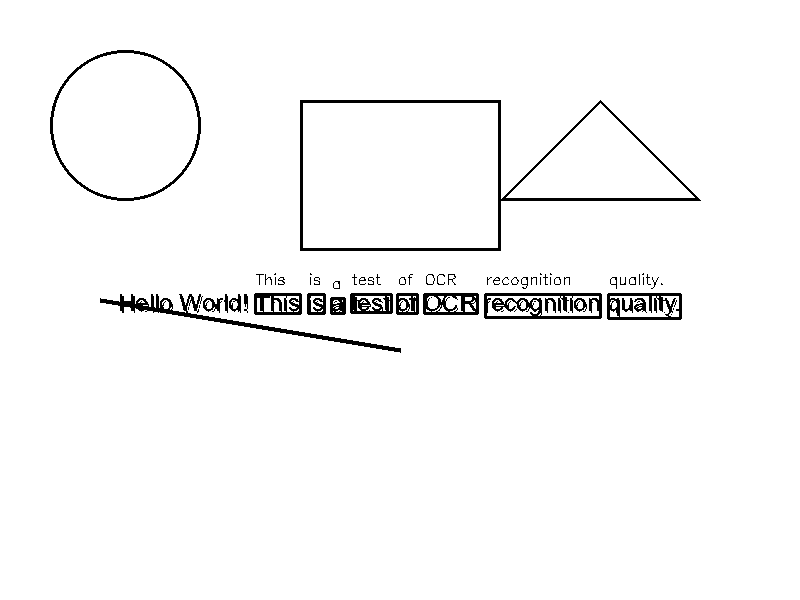 This is a test of OCR recognition quality.
Hello World! This is a test of OCR recognition quality.